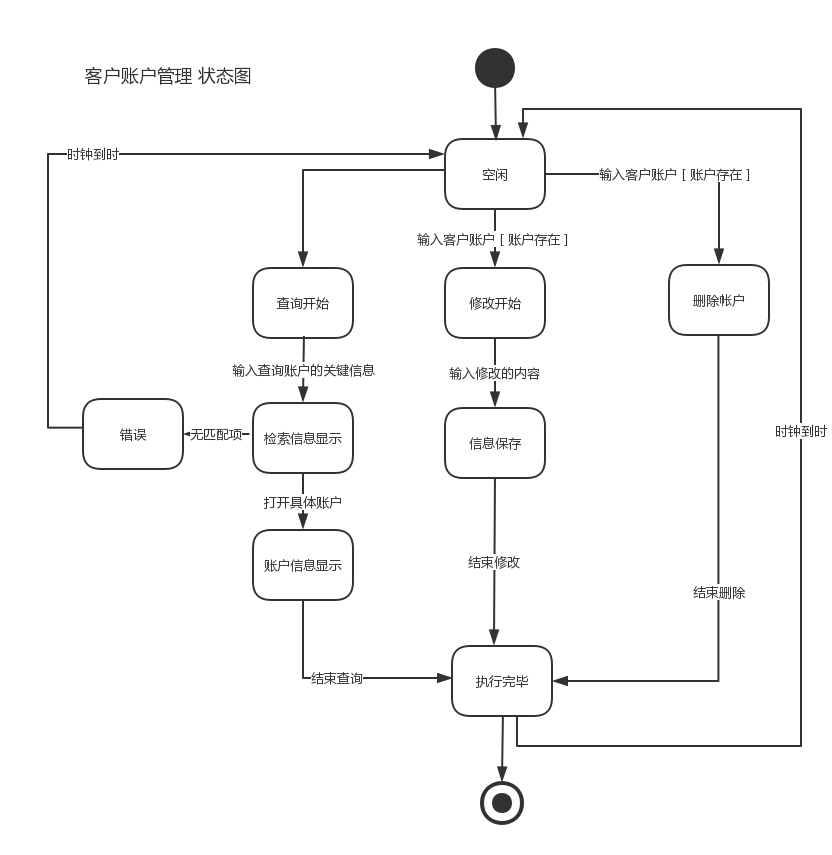 客户账户管理 状态图
时钟到时
空闲
输入客户账户 [ 账户存在 ]
输入客户账户 [ 账户存在 ]
查询开始
修改开始
删除帐户
输入查询账户的关键信息
输入修改的内容
错误
无匹配项
检索信息显示
信息保存
时钟到时
打开具体账户
账户信息显示
结束修改
结束删除
结束查询
执行完毕